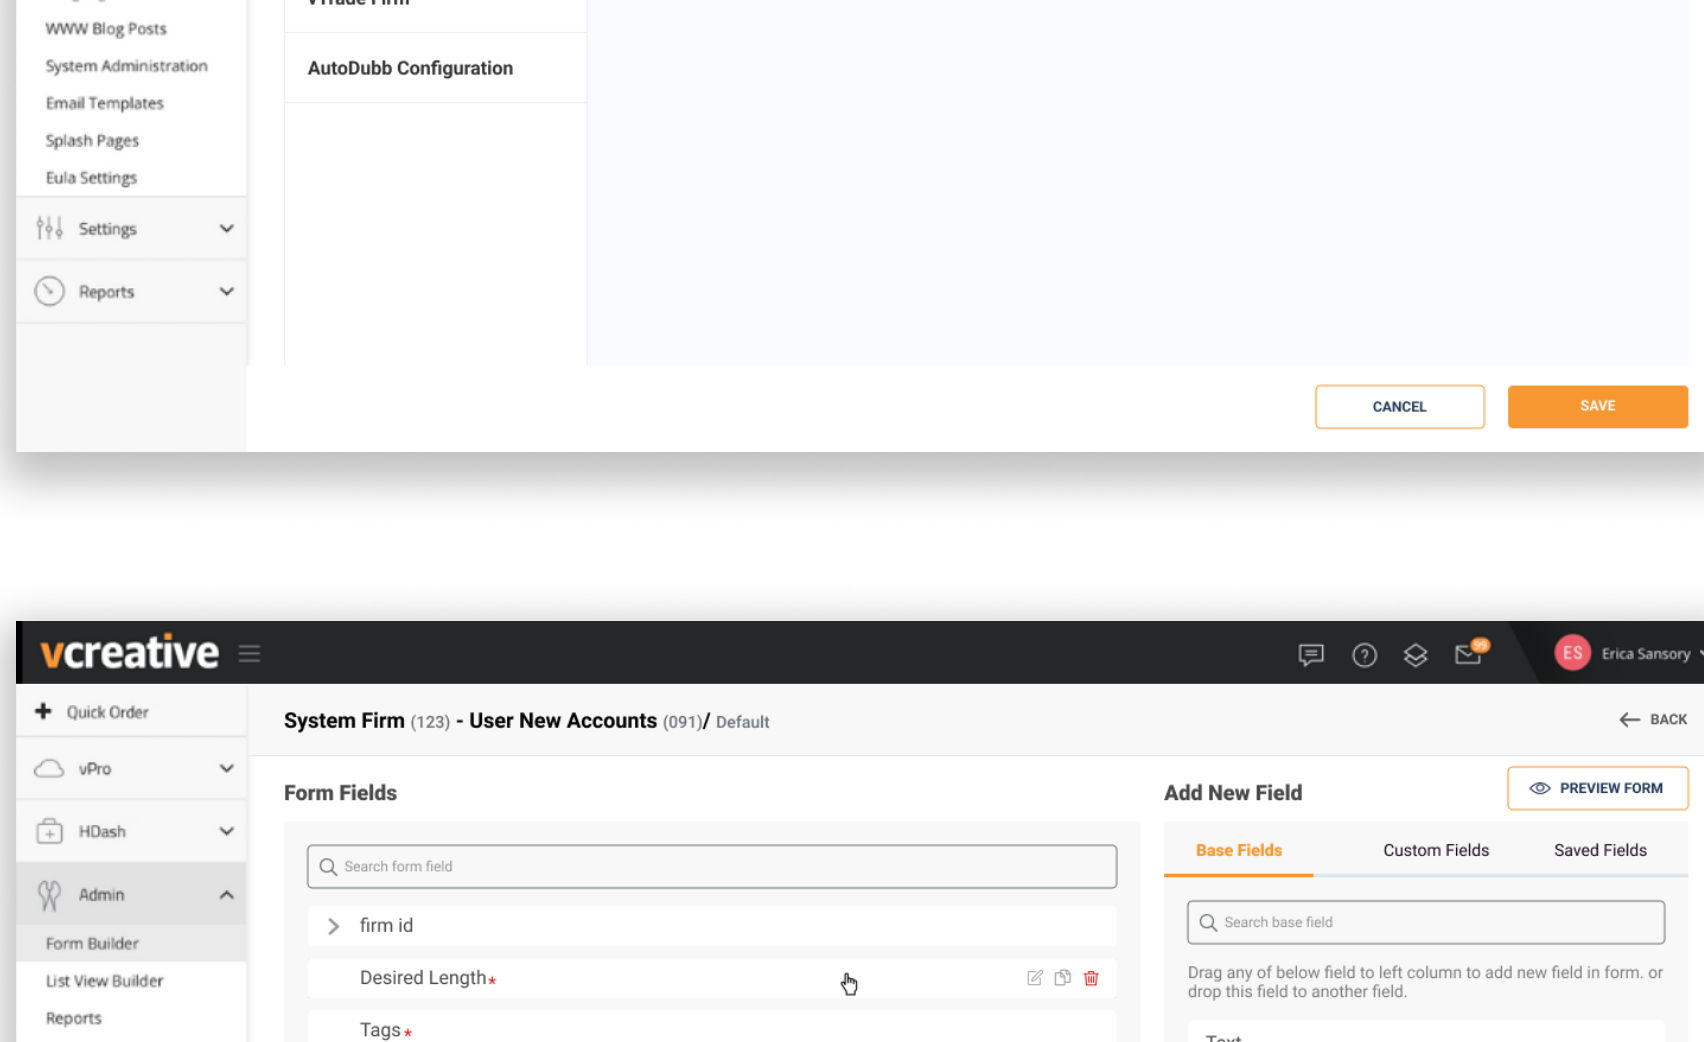 vTrade Firm
WWW Blog Posts
System Administration
AutoDubb Configuration
Email Templates
Splash Pages
Eula Settings
Settings
Reports
CANCEL
SAVE
vcreative
99
ES
Erica Sansory
Quick Order
System Firm (123) - User New Accounts (091)/ Default
BACK
vPro
HDash
Admin
Form Builder
List View Builder
Reports
Form Fields
Search form field
firm id
Desired Length*
Tags*
Add New Field
PREVIEW FORM
Base Fields
Custom Fields
Saved Fields
Search base field
Drag any of below field to left column to add new field in form. or
drop this field to another field.
Text